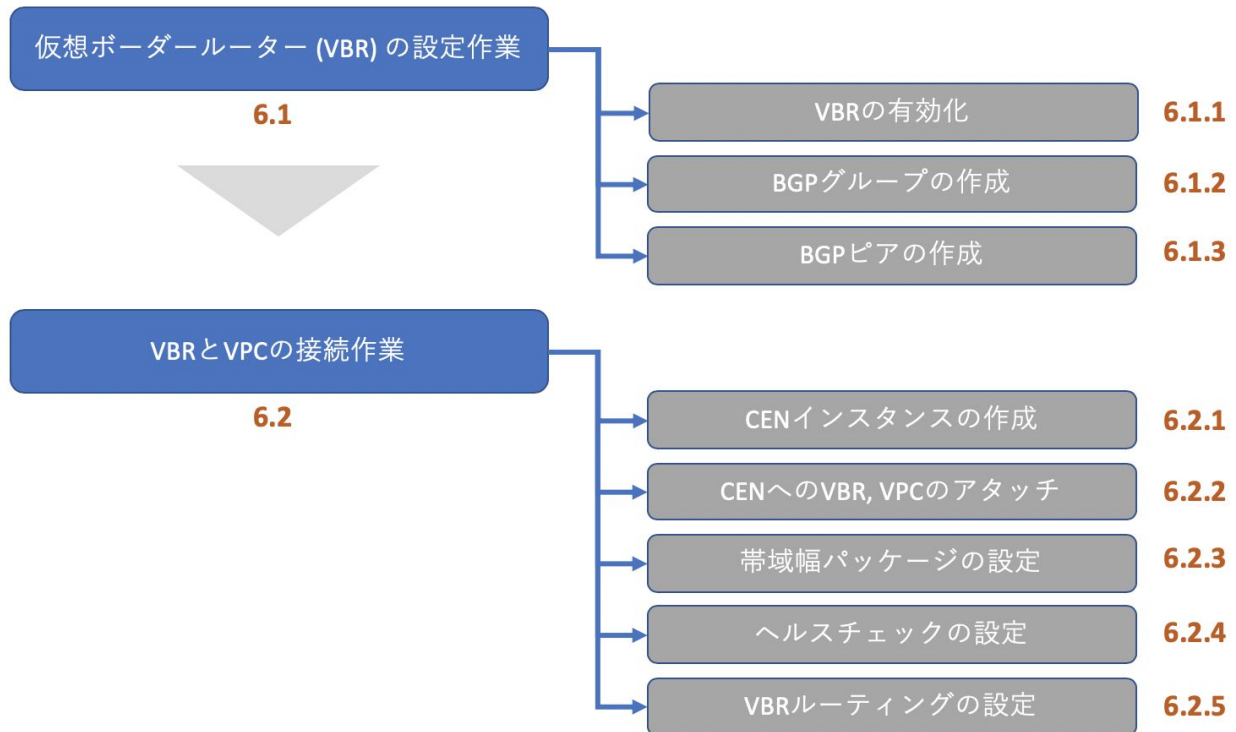 仮想ボーダールーター (VBR) の設定作業
6.1
VBRの有効化
6.1.1
BGPグループの作成
6.1.2
BGPピアの作成
6.1.3
VBRとVPCの接続作業
6.2
CENインスタンスの作成
6.2.1
CENへのVBR, VPCのアタッチ
6.2.2
帯域幅パッケージの設定
6.2.3
ヘルスチェックの設定
6.2.4
VBRルーティングの設定
6.2.5